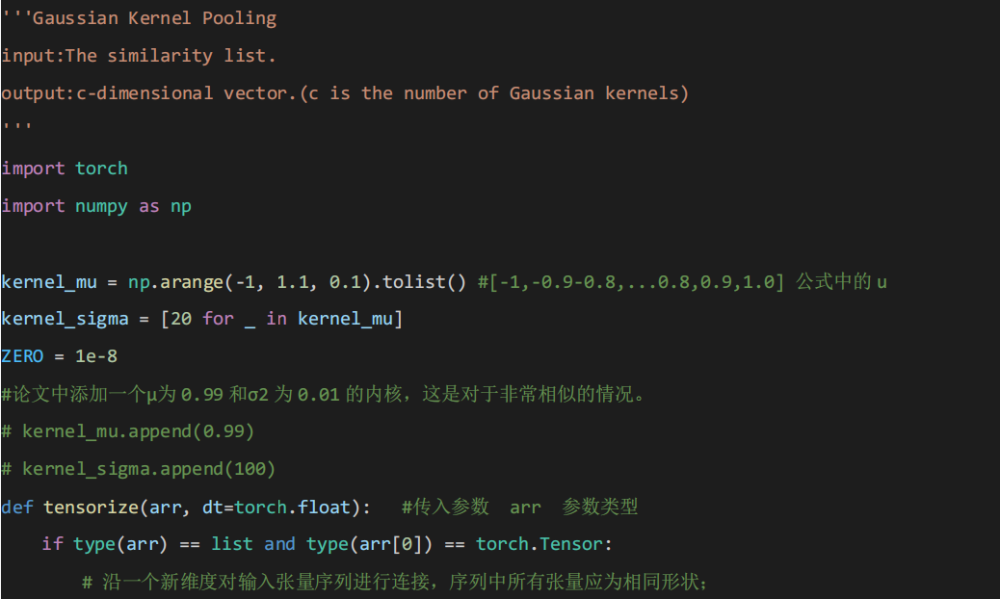 '''Gaussian Kernel Pooling
input:The similarity list.
output:c-dimensional vector.(c is the number of Gaussian kernels)
'''
import torch
import numpy as np
kernel_mu = np.arange(-1, 1.1, 0.1).tolist() #[-1,-0.9-0.8,...0.8,0.9,1.0] 公式中的 u
kernel_sigma = [20 for _ in kernel_mu]
ZERO = 1e-8
#论文中添加一个μ为 0.99 和σ2 为 0.01 的内核，这是对于非常相似的情况。
# kernel_mu.append(0.99)
# kernel_sigma.append(100)
def tensorize(arr, dt=torch.float): #传入参数 arr 参数类型
if type(arr) == list and type(arr[0]) == torch.Tensor:
# 沿一个新维度对输入张量序列进行连接，序列中所有张量应为相同形状；